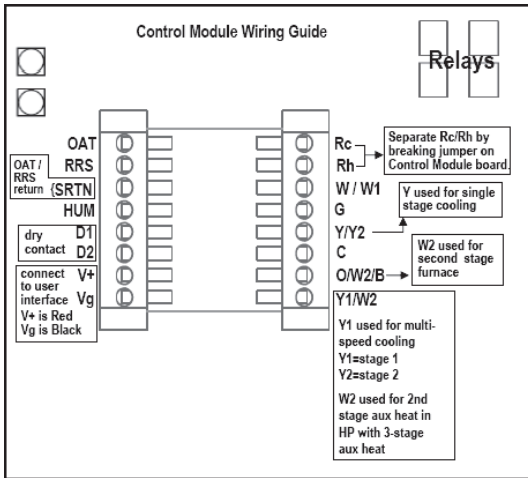 Control Module Wiring Guide
Relays
OAT
RRS
{SRTN
HUM
D1
D2
V+
Vg
OAT /
RRS
return
dry
contact
connect
to user
interface
V+ is Red
Vg is Black
Rc
Rh
W / W1
G
Y/Y2
C
O/W2/B
Y1/W2
Separate Rc/Rh by
breaking jumper on
Control Module board.
Y used for single
stage cooling
W2 used for
second stage
furnace
Y1 used for multi-
speed cooling
Y1=stage 1
Y2=stage 2
W2 used for 2nd
stage aux heat in
HP with 3-stage
aux heat